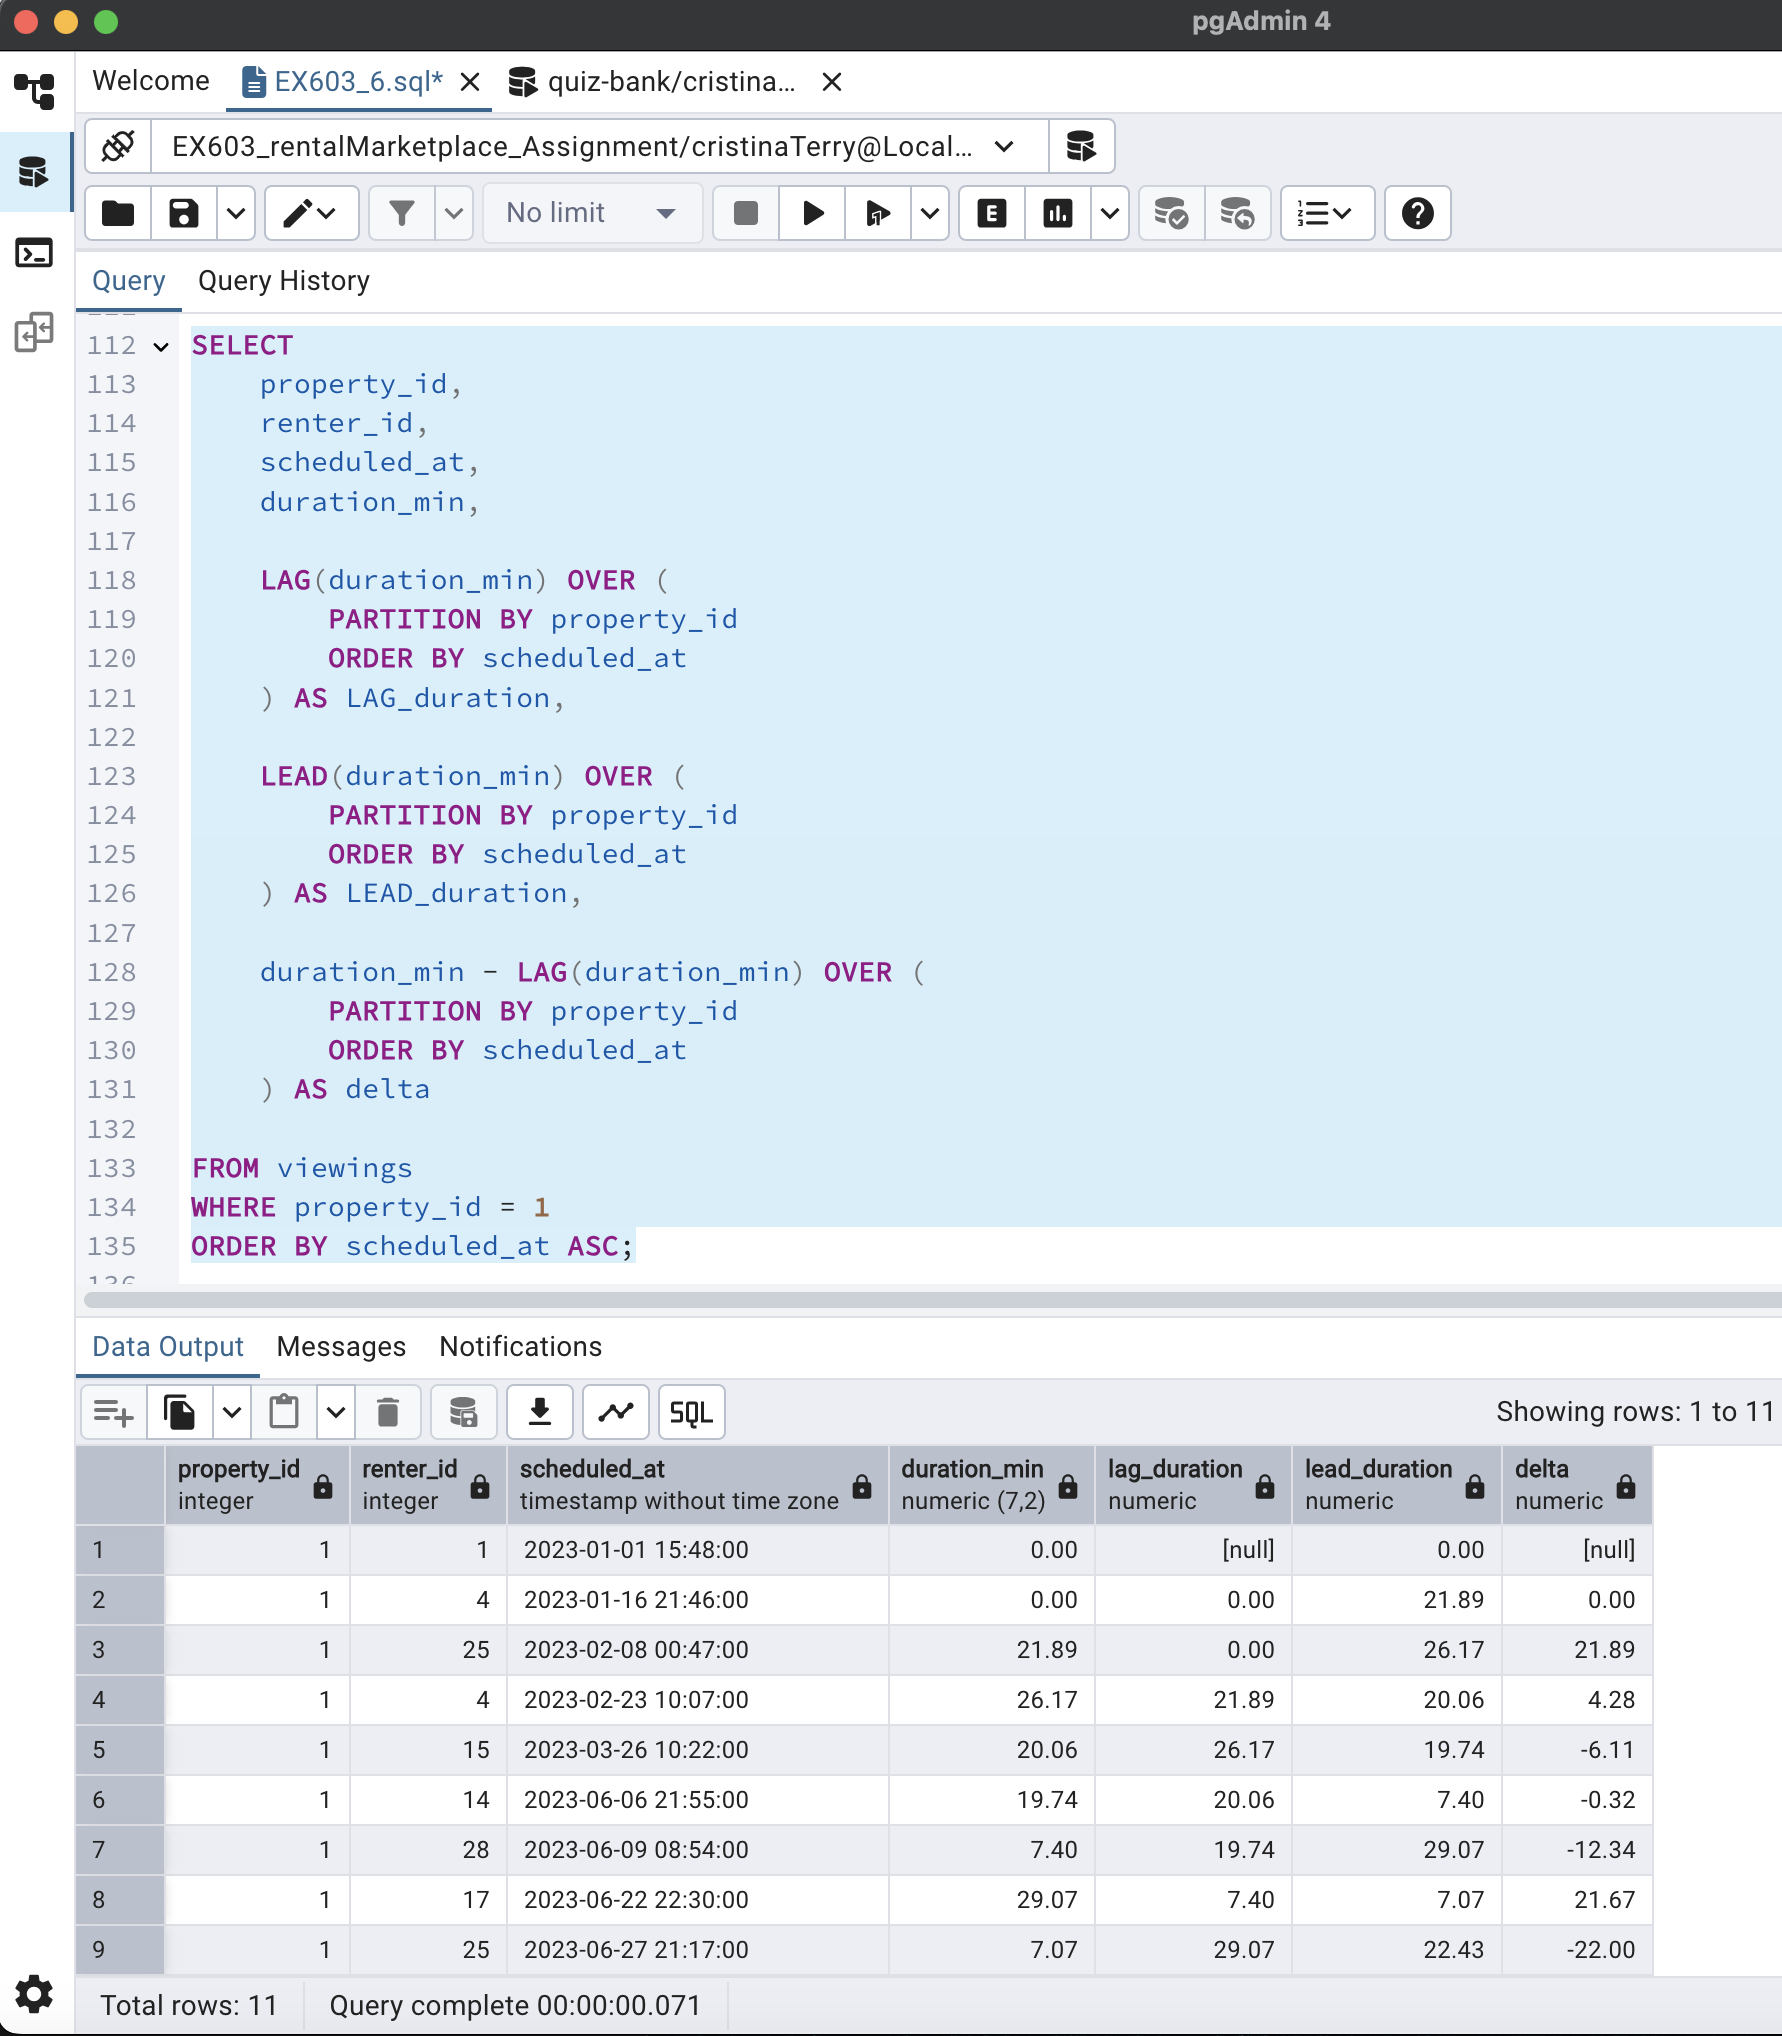 pgAdmin 4
Welcome EX603_6.sql* quiz-bank/cristina...
EX603_rentalMarketplace_Assignment/cristinaTerry@Local...
No limit
Query Query History
112 SELECT
113 property_id,
114 renter_id,
115 scheduled_at,
116 duration_min,
117
118 LAG(duration_min) OVER (
119 PARTITION BY property_id
120 ORDER BY scheduled_at
121 ) AS LAG_duration,
122
123 LEAD(duration_min) OVER (
124 PARTITION BY property_id
125 ORDER BY scheduled_at
126 ) AS LEAD_duration,
127
128 duration_min - LAG(duration_min) OVER (
129 PARTITION BY property_id
130 ORDER BY scheduled_at
131 ) AS delta
132
133 FROM viewings
134 WHERE property_id = 1
135 ORDER BY scheduled_at ASC;
136
Data Output Messages Notifications
SQL Showing rows: 1 to 11
property_id renter_id scheduled_at duration_min lag_duration lead_duration delta
integer integer timestamp without time zone numeric (7,2) numeric numeric numeric
1 1 1 2023-01-01 15:48:00 0.00 [null] 0.00 [null]
2 1 4 2023-01-16 21:46:00 0.00 0.00 21.89 0.00
3 1 25 2023-02-08 00:47:00 21.89 0.00 26.17 21.89
4 1 4 2023-02-23 10:07:00 26.17 21.89 20.06 4.28
5 1 15 2023-03-26 10:22:00 20.06 26.17 19.74 -6.11
6 1 14 2023-06-06 21:55:00 19.74 20.06 7.40 -0.32
7 1 28 2023-06-09 08:54:00 7.40 19.74 29.07 -12.34
8 1 17 2023-06-22 22:30:00 29.07 7.40 7.07 21.67
9 1 25 2023-06-27 21:17:00 7.07 29.07 22.43 -22.00
Total rows: 11 Query complete 00:00:00.071